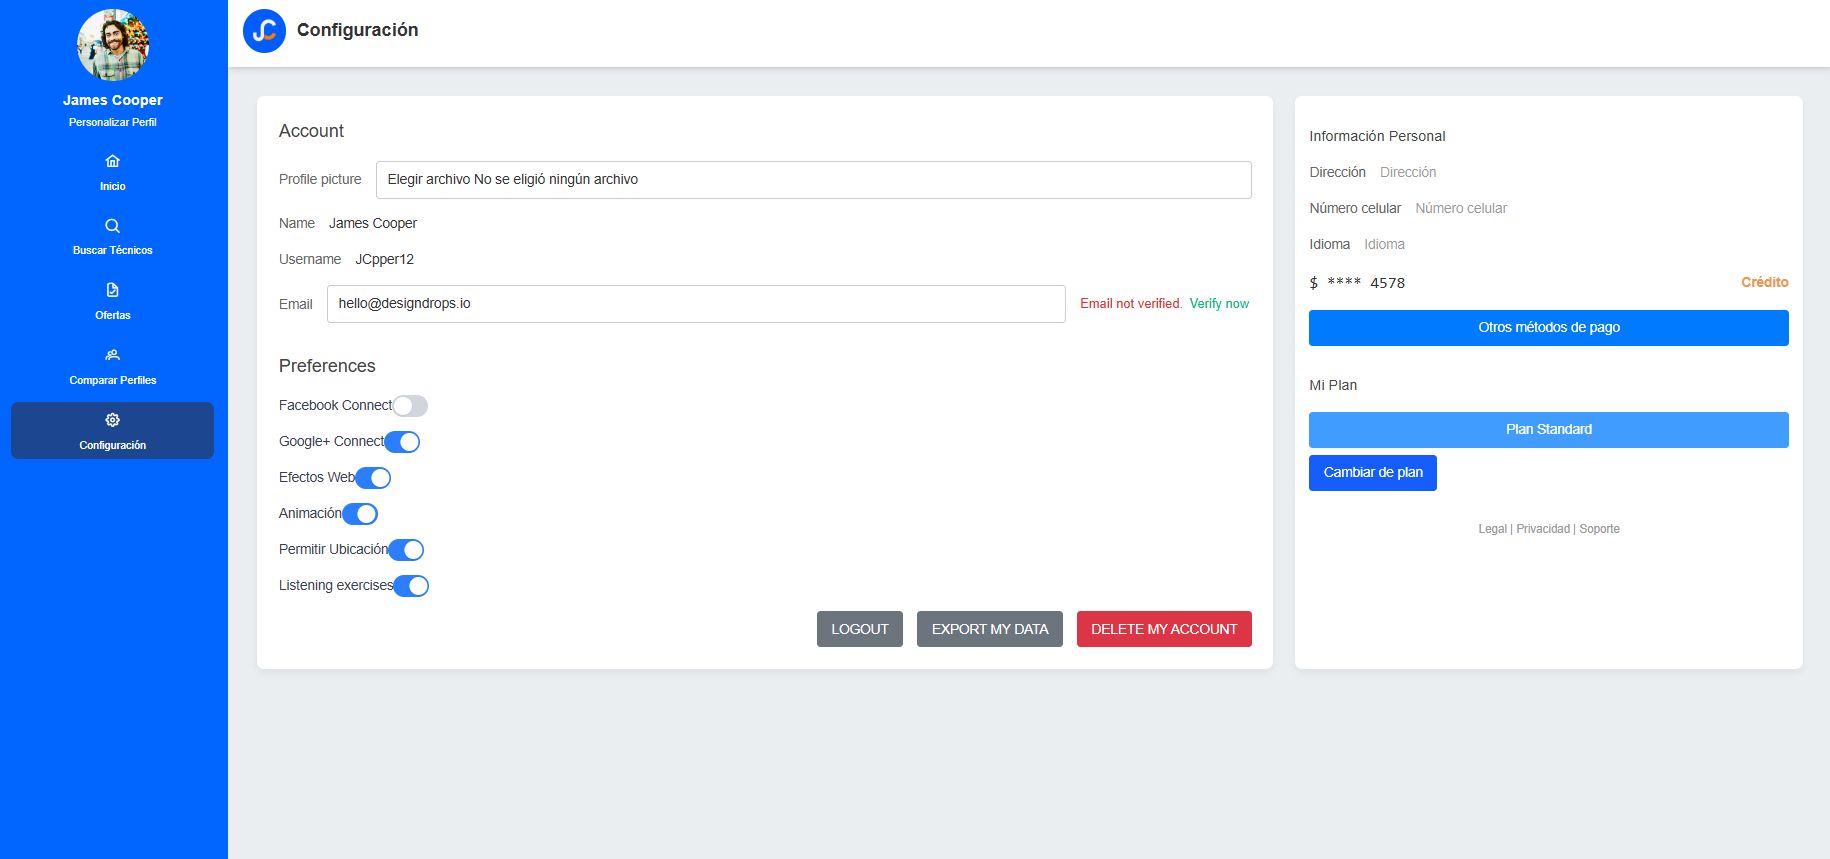 James Cooper
Personalizar Perfil
Inicio
Buscar Técnicos
Ofertas
Comparar Perfiles
Configuración
JC Configuración
Account
Profile picture Elegir archivo No se eligió ningún archivo
Name James Cooper
Username JCpper12
Email hello@designdrops.io Email not verified. Verify now
Preferences
Facebook Connect
Google+ Connect
Efectos Web
Animación
Permitir Ubicación
Listening exercises
LOGOUT EXPORT MY DATA DELETE MY ACCOUNT
Información Personal
Dirección Dirección
Número celular Número celular
Idioma Idioma
$ **** 4578 Crédito
Otros métodos de pago
Mi Plan
Plan Standard
Cambiar de plan
Legal | Privacidad | Soporte